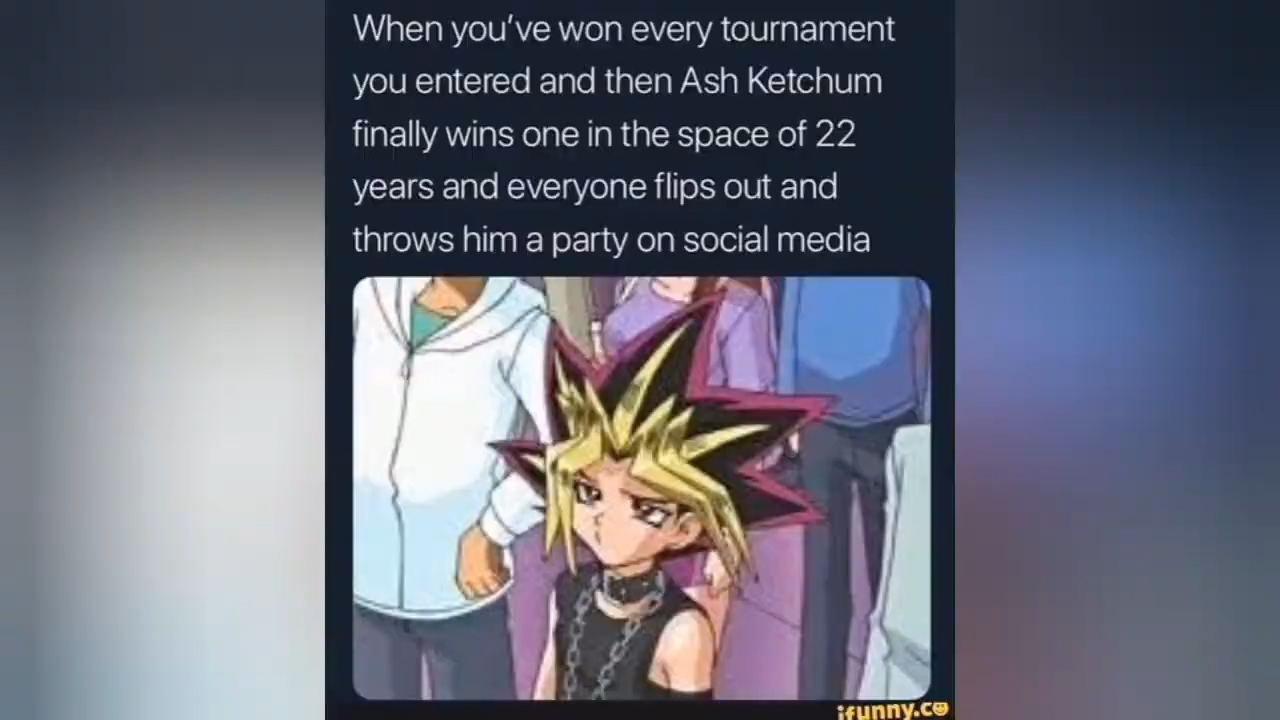 When you've won every tournament
you entered and then Ash Ketchum
finally wins one in the space of 22
years and everyone flips out and
throws him a party on social media
ifunny.co